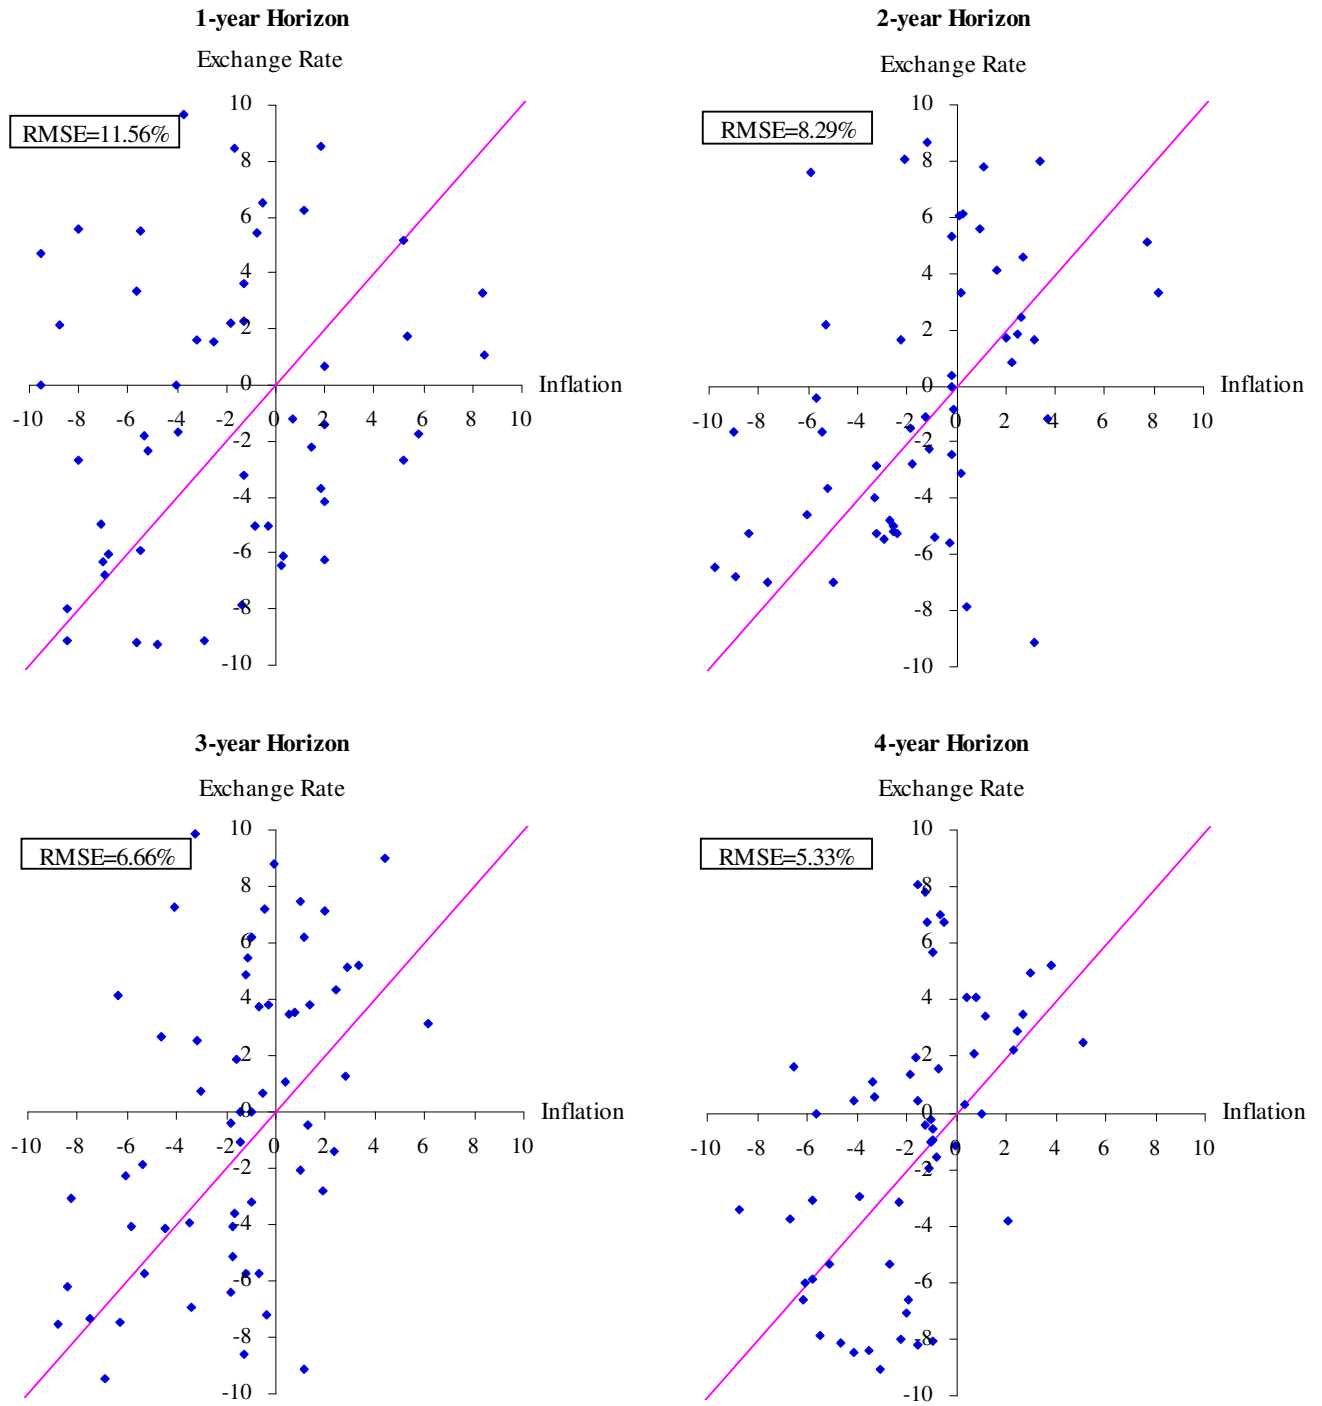 1-year Horizon
Exchange Rate
RMSE=11.56%
10
8
6
4
2
0
-2
-4
-6
-8
-10
-10 -8 -6 -4 -2 0 2 4 6 8 10
Inflation
2-year Horizon
Exchange Rate
RMSE=8.29%
10
8
6
4
2
0
-2
-4
-6
-8
-10
-10 -8 -6 -4 -2 0 2 4 6 8 10
Inflation
3-year Horizon
Exchange Rate
RMSE=6.66%
10
8
6
4
2
0
-2
-4
-6
-8
-10
-10 -8 -6 -4 -2 0 2 4 6 8 10
Inflation
4-year Horizon
Exchange Rate
RMSE=5.33%
10
8
6
4
2
0
-2
-4
-6
-8
-10
-10 -8 -6 -4 -2 0 2 4 6 8 10
Inflation